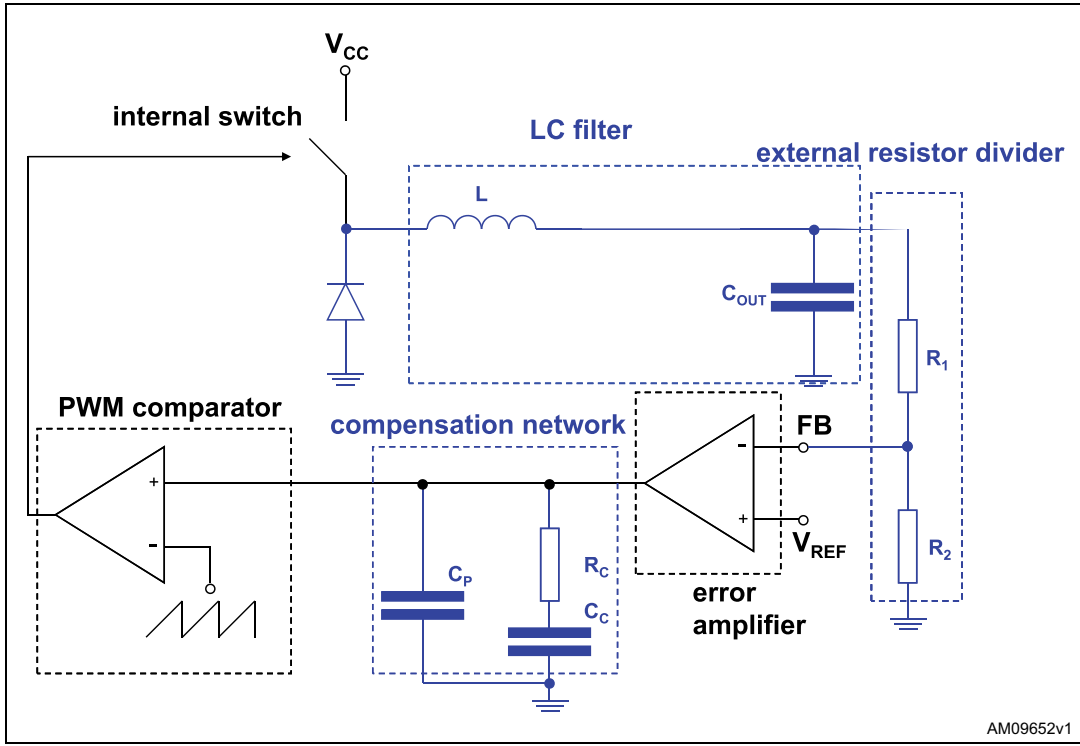 VCC
internal switch
LC filter
external resistor divider
L
COUT
R1
PWM comparator
compensation network
FB
-
+
+
-
VREF
R2
CP
RC
CC
error
amplifier
AM09652v1